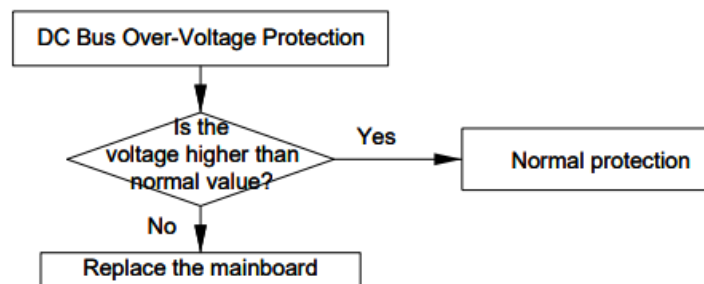 DC Bus Over-Voltage Protection
Is the
voltage higher than
normal value?
Yes
Normal protection
No
Replace the mainboard